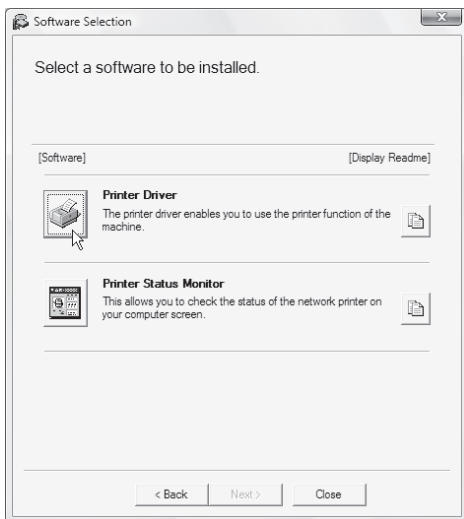 Software Selection
Select a software to be installed.
[Software] [Display Readme]
Printer Driver
The printer driver enables you to use the printer function of the
machine.
Printer Status Monitor
This allows you to check the status of the network printer on
your computer screen.
< Back Next > Close